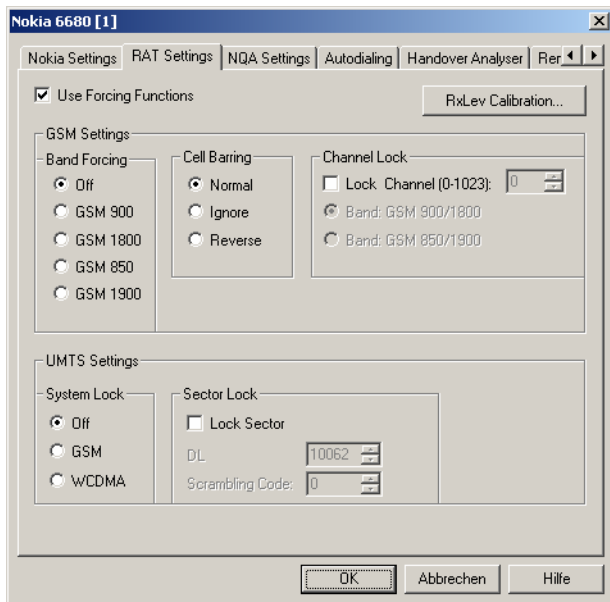 Nokia 6680 [1]
Nokia Settings RAT Settings NQA Settings Autodialing Handover Analyser Rer
Use Forcing Functions
RxLev Calibration...
GSM Settings
Band Forcing
Off
GSM 900
GSM 1800
GSM 850
GSM 1900
Cell Barring
Normal
Ignore
Reverse
Channel Lock
Lock Channel (0-1023): 0
Band: GSM 900/1800
Band: GSM 850/1900
UMTS Settings
System Lock
Off
GSM
WCDMA
Sector Lock
Lock Sector
DL 10062
Scrambling Code: 0
OK Abbrechen Hilfe